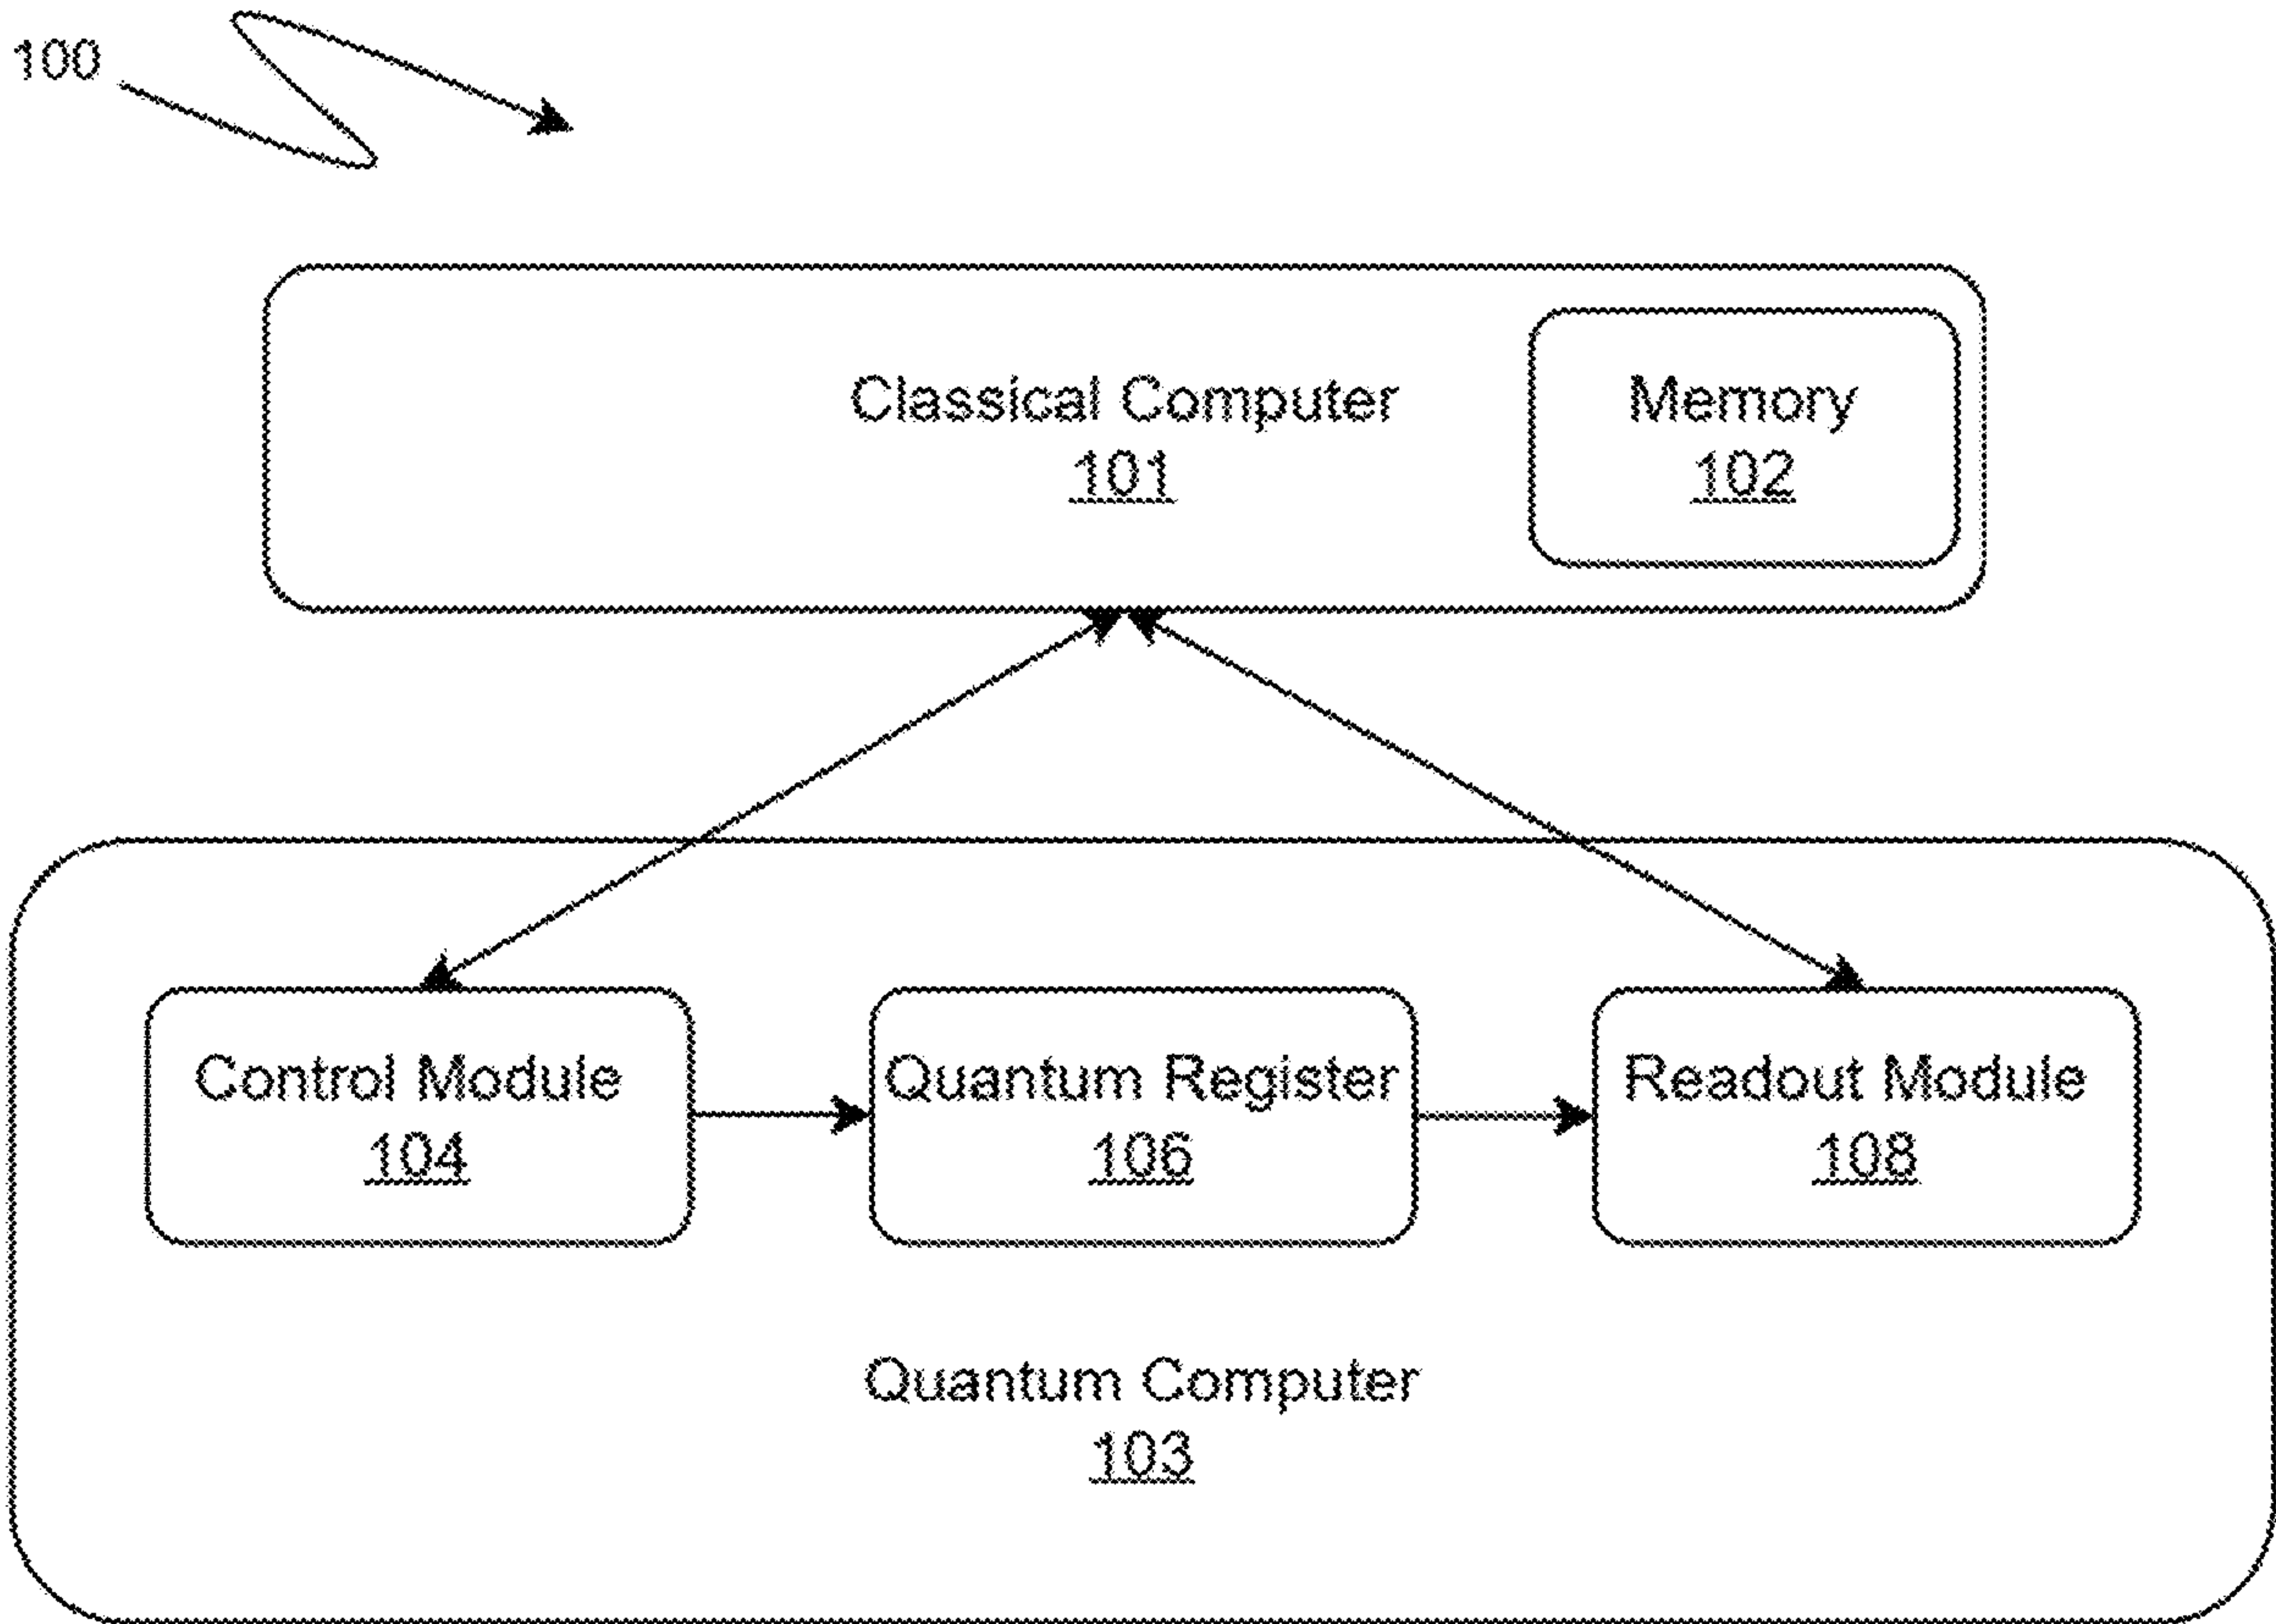 100
Classical Computer
101
Memory
102
Control Module
104
Quantum Register
106
Readout Module
108
Quantum Computer
103